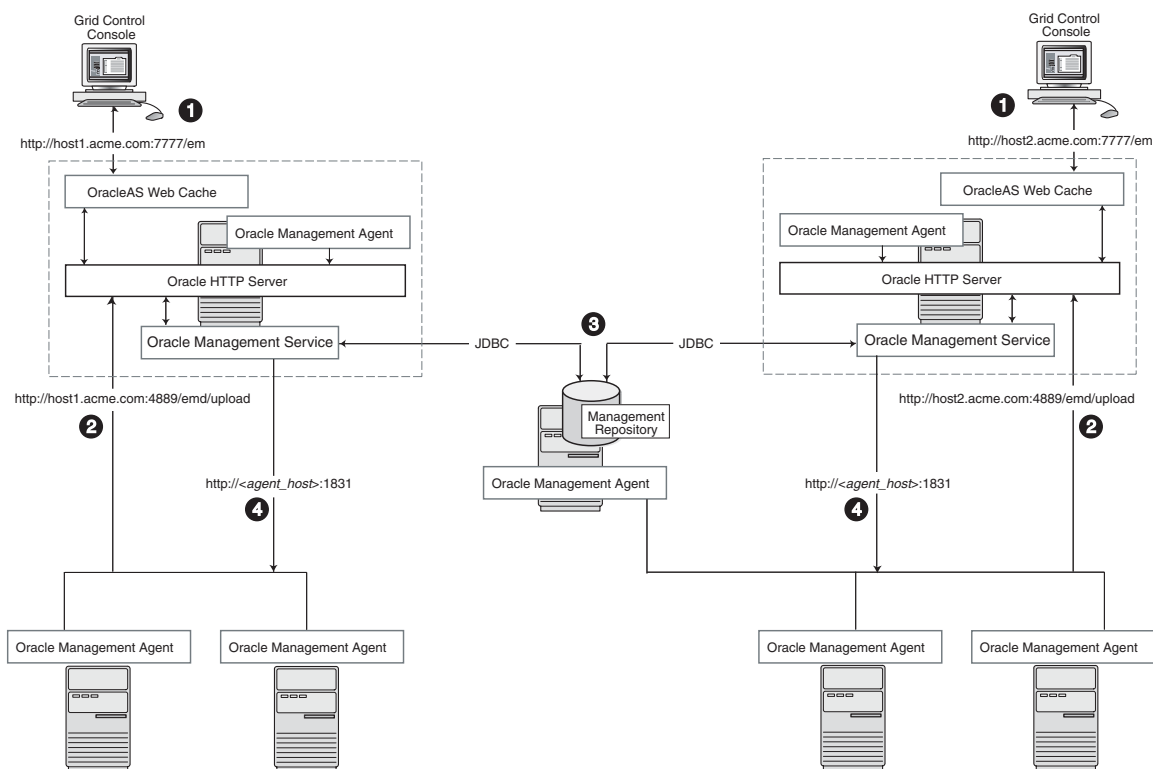 Grid Control
Console
Grid Control
Console
1
1
http://host1.acme.com:7777/em
http://host2.acme.com:7777/em
OracleAS Web Cache
OracleAS Web Cache
Oracle Management Agent
Oracle Management Agent
Oracle HTTP Server
Oracle HTTP Server
3
Oracle Management Service
JDBC
JDBC
Oracle Management Service
http://host1.acme.com:4889/emd/upload
http://host2.acme.com:4889/emd/upload
2
Management
Repository
2
http://<agent_host>:1831
Oracle Management Agent
http://<agent_host>:1831
4
4
Oracle Management Agent
Oracle Management Agent
Oracle Management Agent
Oracle Management Agent